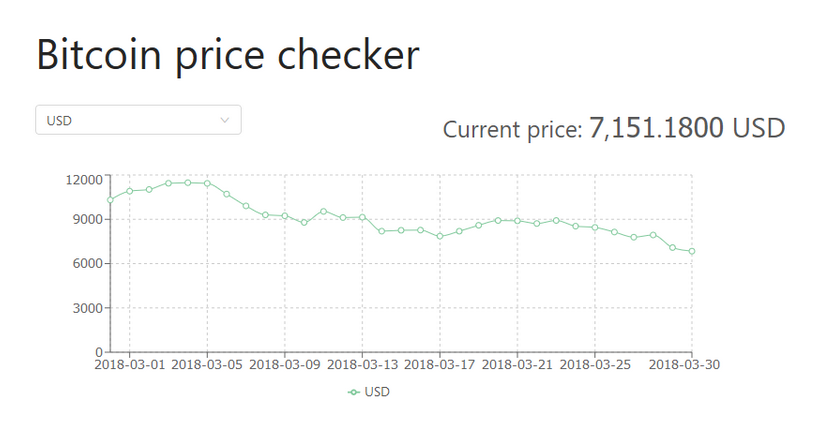 Bitcoin price checker
USD
Current price: 7,151.1800 USD
12000
9000
6000
3000
0
2018-03-01 2018-03-05 2018-03-09 2018-03-13 2018-03-17 2018-03-21 2018-03-25 2018-03-30
USD